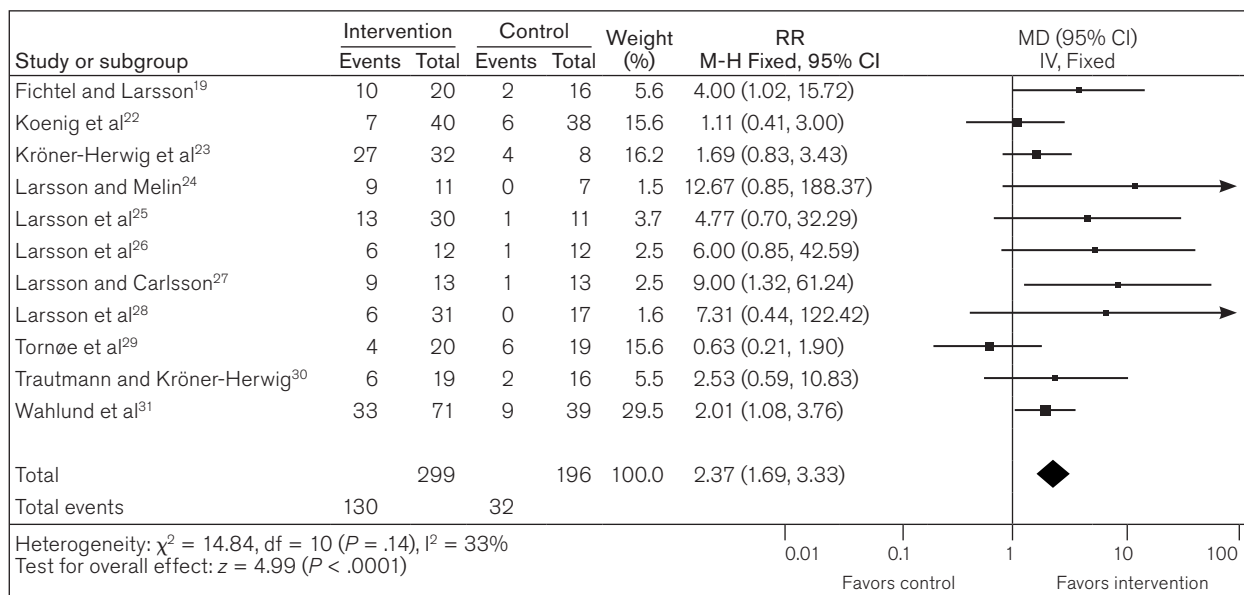 Intervention Control Weight RR MD (95% CI)
Study or subgroup Events Total Events Total (%) M-H Fixed, 95% CI IV, Fixed
Fichtel and Larsson¹⁹ 10 20 2 16 5.6 4.00 (1.02, 15.72)
Koenig et al²² 7 40 6 38 15.6 1.11 (0.41, 3.00)
Kröner-Herwig et al²³ 27 32 4 8 16.2 1.69 (0.83, 3.43)
Larsson and Melin²⁴ 9 11 0 7 1.5 12.67 (0.85, 188.37)
Larsson et al²⁵ 13 30 1 11 3.7 4.77 (0.70, 32.29)
Larsson et al²⁶ 6 12 1 12 2.5 6.00 (0.85, 42.59)
Larsson and Carlsson²⁷ 9 13 1 13 2.5 9.00 (1.32, 61.24)
Larsson et al²⁸ 6 31 0 17 1.6 7.31 (0.44, 122.42)
Tornøe et al²⁹ 4 20 6 19 15.6 0.63 (0.21, 1.90)
Trautmann and Kröner-Herwig³⁰ 6 19 2 16 5.5 2.53 (0.59, 10.83)
Wahlund et al³¹ 33 71 9 39 29.5 2.01 (1.08, 3.76)
Total 299 196 100.0 2.37 (1.69, 3.33)
Total events 130 32
Heterogeneity: χ² = 14.84, df = 10 (P = .14), I² = 33%
Test for overall effect: z = 4.99 (P < .0001)
0.01 0.1 1 10 100
Favors control Favors intervention